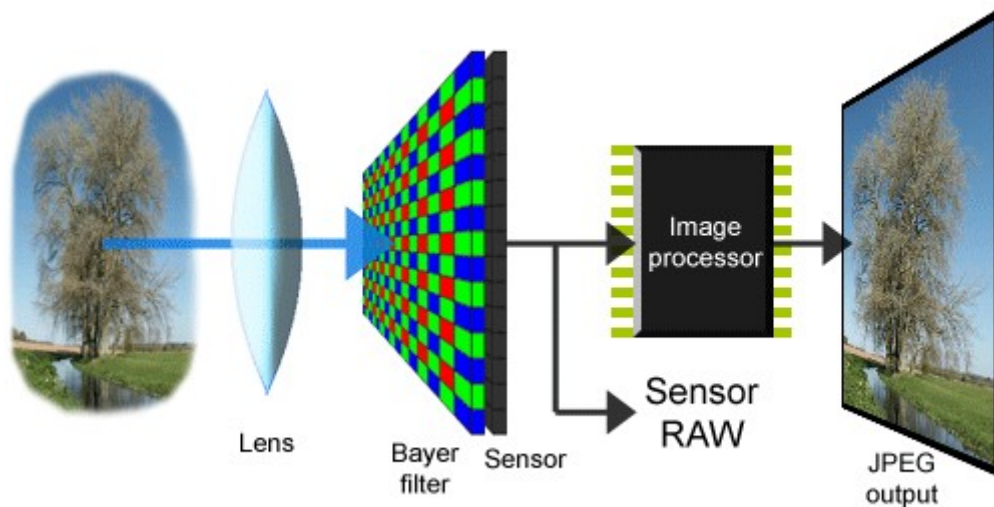 Lens
Bayer
filter
Sensor
Image
processor
Sensor
RAW
JPEG
output